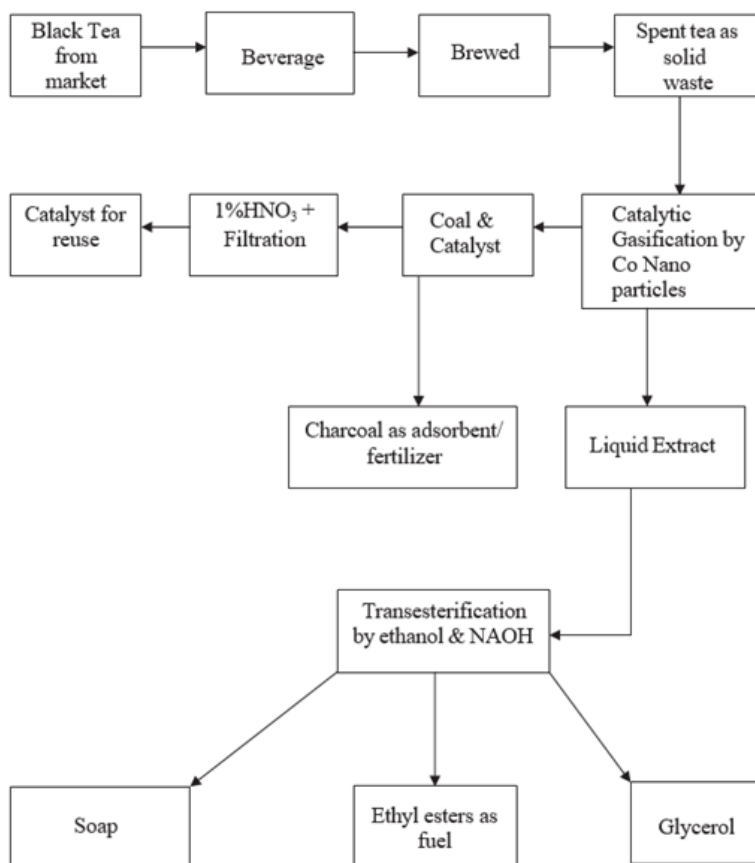 Black Tea
from
market
Beverage
Brewed
Spent tea as
solid
waste
Catalyst for
reuse
1%HNO₃ +
Filtration
Coal &
Catalyst
Catalytic
Gasification by
Co Nano
particles
Charcoal as adsorbent/
fertilizer
Liquid Extract
Transesterification
by ethanol & NAOH
Soap
Ethyl esters as
fuel
Glycerol